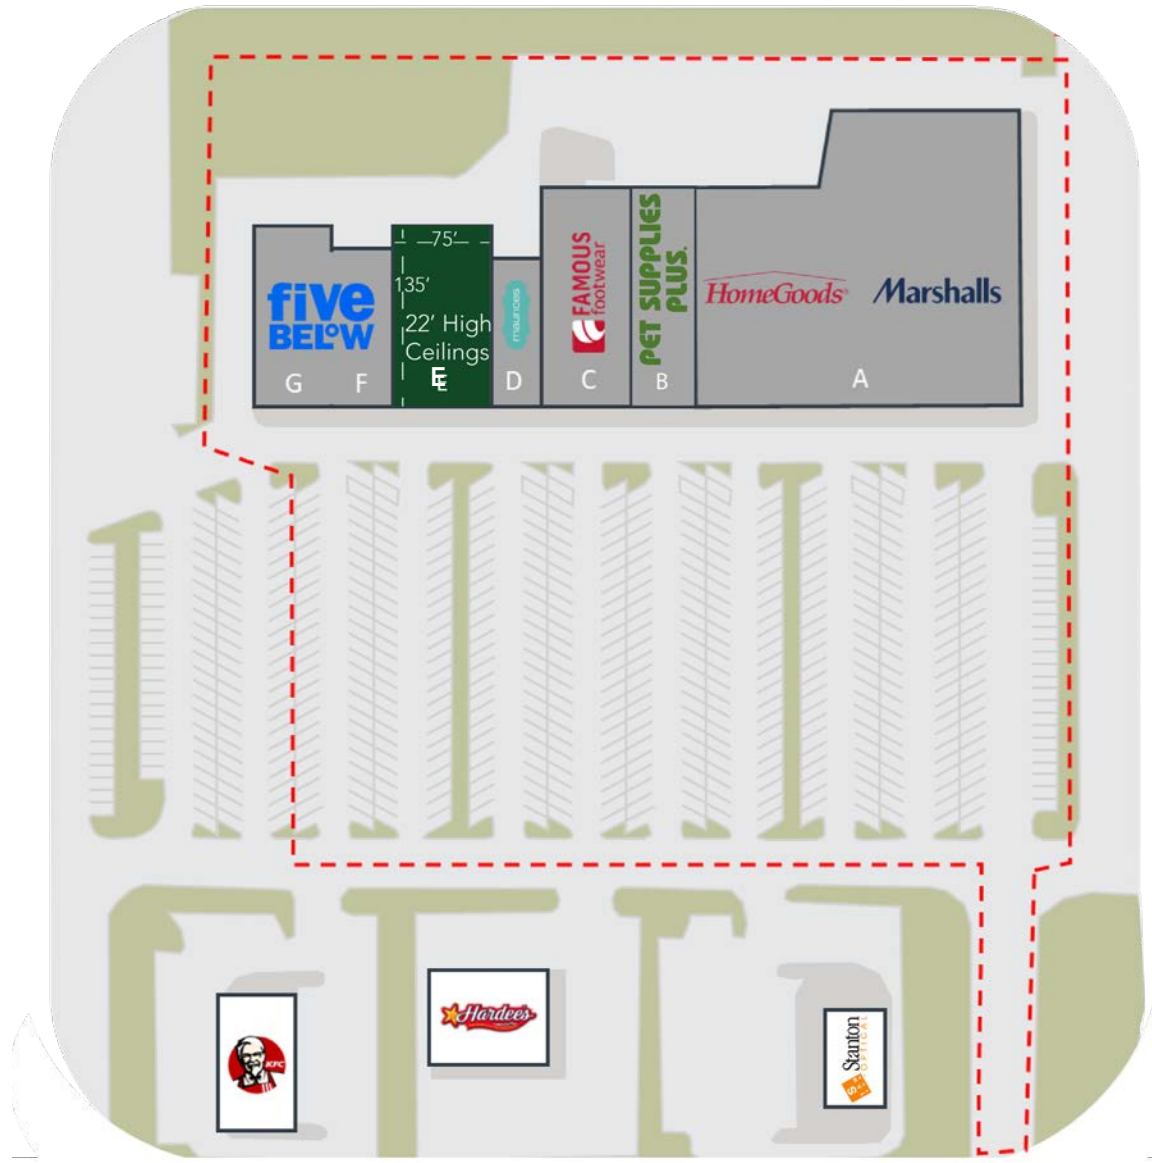 five
BELOW
G
F
75'
135'
22' High
Ceilings
E
E
maurices
D
FAMOUS
footwear
C
PET SUPPLIES
PLUS.
B
HomeGoods
Marshalls
A
KFC
Hardee's
Stanton
OPTICAL